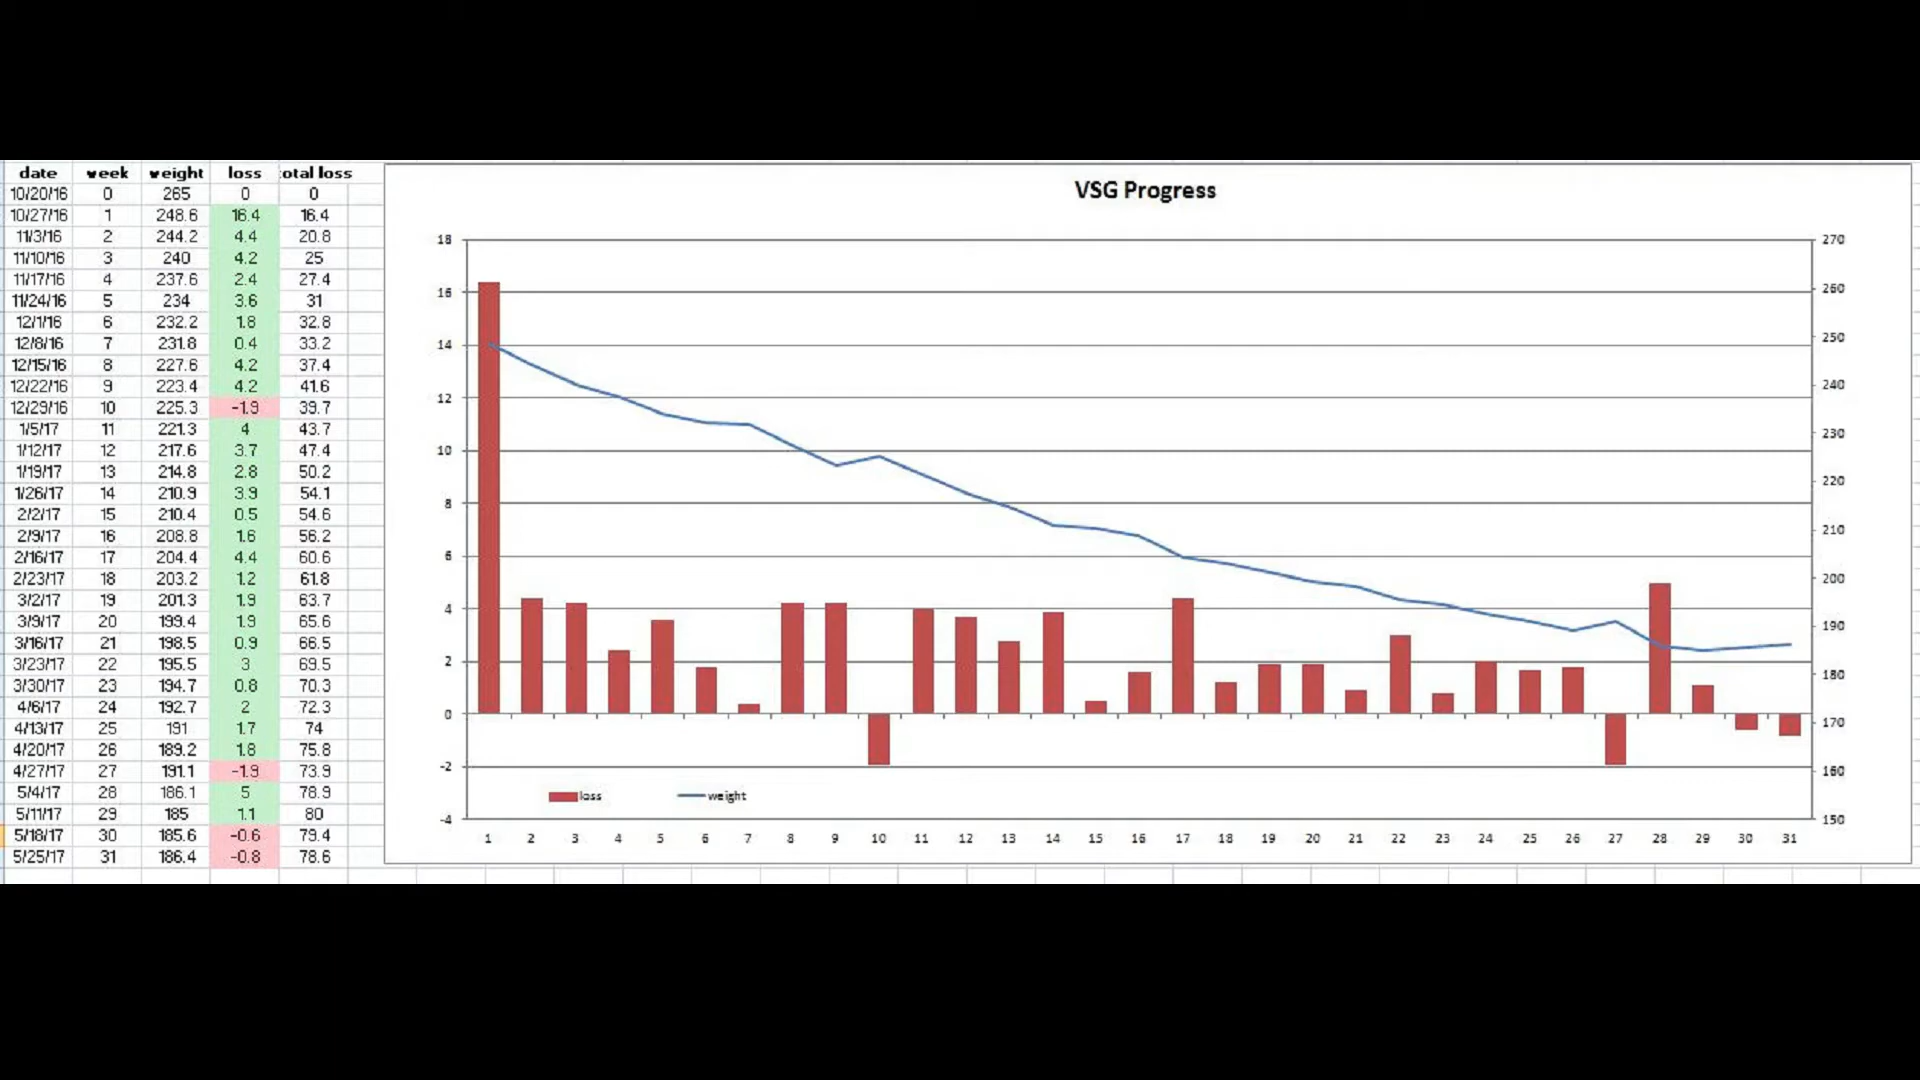 date week weight loss otal loss
10/20/16 0 265 0 0
10/27/16 1 248.6 16.4 16.4
11/3/16 2 244.2 4.4 20.8
11/10/16 3 240 4.2 25
11/17/16 4 237.6 2.4 27.4
11/24/16 5 234 3.6 31
12/1/16 6 232.2 1.8 32.8
12/8/16 7 231.8 0.4 33.2
12/15/16 8 227.6 4.2 37.4
12/22/16 9 223.4 4.2 41.6
12/29/16 10 225.3 -1.9 39.7
1/5/17 11 221.3 4 43.7
1/12/17 12 217.6 3.7 47.4
1/19/17 13 214.8 2.8 50.2
1/26/17 14 210.9 3.9 54.1
2/2/17 15 210.4 0.5 54.6
2/9/17 16 208.8 1.6 56.2
2/16/17 17 204.4 4.4 60.6
2/23/17 18 203.2 1.2 61.8
3/2/17 19 201.3 1.9 63.7
3/9/17 20 199.4 1.9 65.6
3/16/17 21 198.5 0.9 66.5
3/23/17 22 195.5 3 69.5
3/30/17 23 194.7 0.8 70.3
4/6/17 24 192.7 2 72.3
4/13/17 25 191 1.7 74
4/20/17 26 189.2 1.8 75.8
4/27/17 27 191.1 -1.9 73.9
5/4/17 28 186.1 5 78.9
5/11/17 29 185 1.1 80
5/18/17 30 185.6 -0.6 79.4
5/25/17 31 186.4 -0.8 78.6
VSG Progress
18
16
14
12
10
8
6
4
2
0
-2
-4
270
260
250
240
230
220
210
200
190
180
170
160
150
loss weight
1 2 3 4 5 6 7 8 9 10 11 12 13 14 15 16 17 18 19 20 21 22 23 24 25 26 27 28 29 30 31